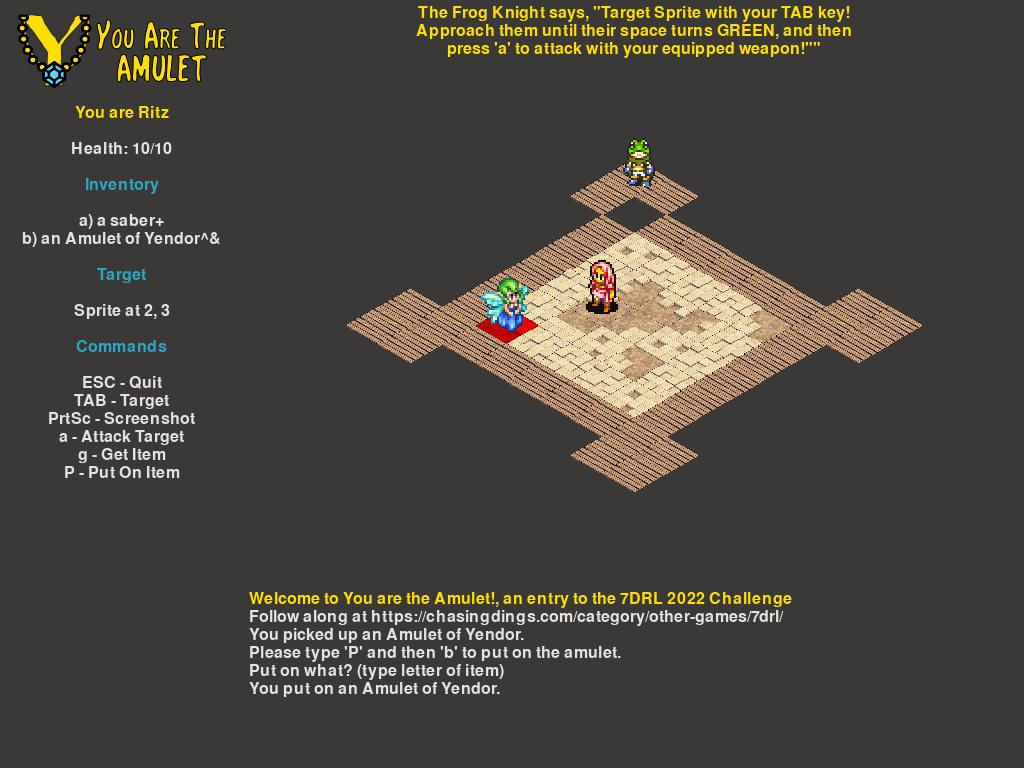 You Are The
AMULET
The Frog Knight says, "Target Sprite with your TAB key!
Approach them until their space turns GREEN, and then
press 'a' to attack with your equipped weapon!""
You are Ritz
Health: 10/10
Inventory
a) a saber+
b) an Amulet of Yendor^&
Target
Sprite at 2, 3
Commands
ESC - Quit
TAB - Target
PrtSc - Screenshot
a - Attack Target
g - Get Item
P - Put On Item
Welcome to You are the Amulet!, an entry to the 7DRL 2022 Challenge
Follow along at https://chasingdings.com/category/other-games/7drl/
You picked up an Amulet of Yendor.
Please type 'P' and then 'b' to put on the amulet.
Put on what? (type letter of item)
You put on an Amulet of Yendor.